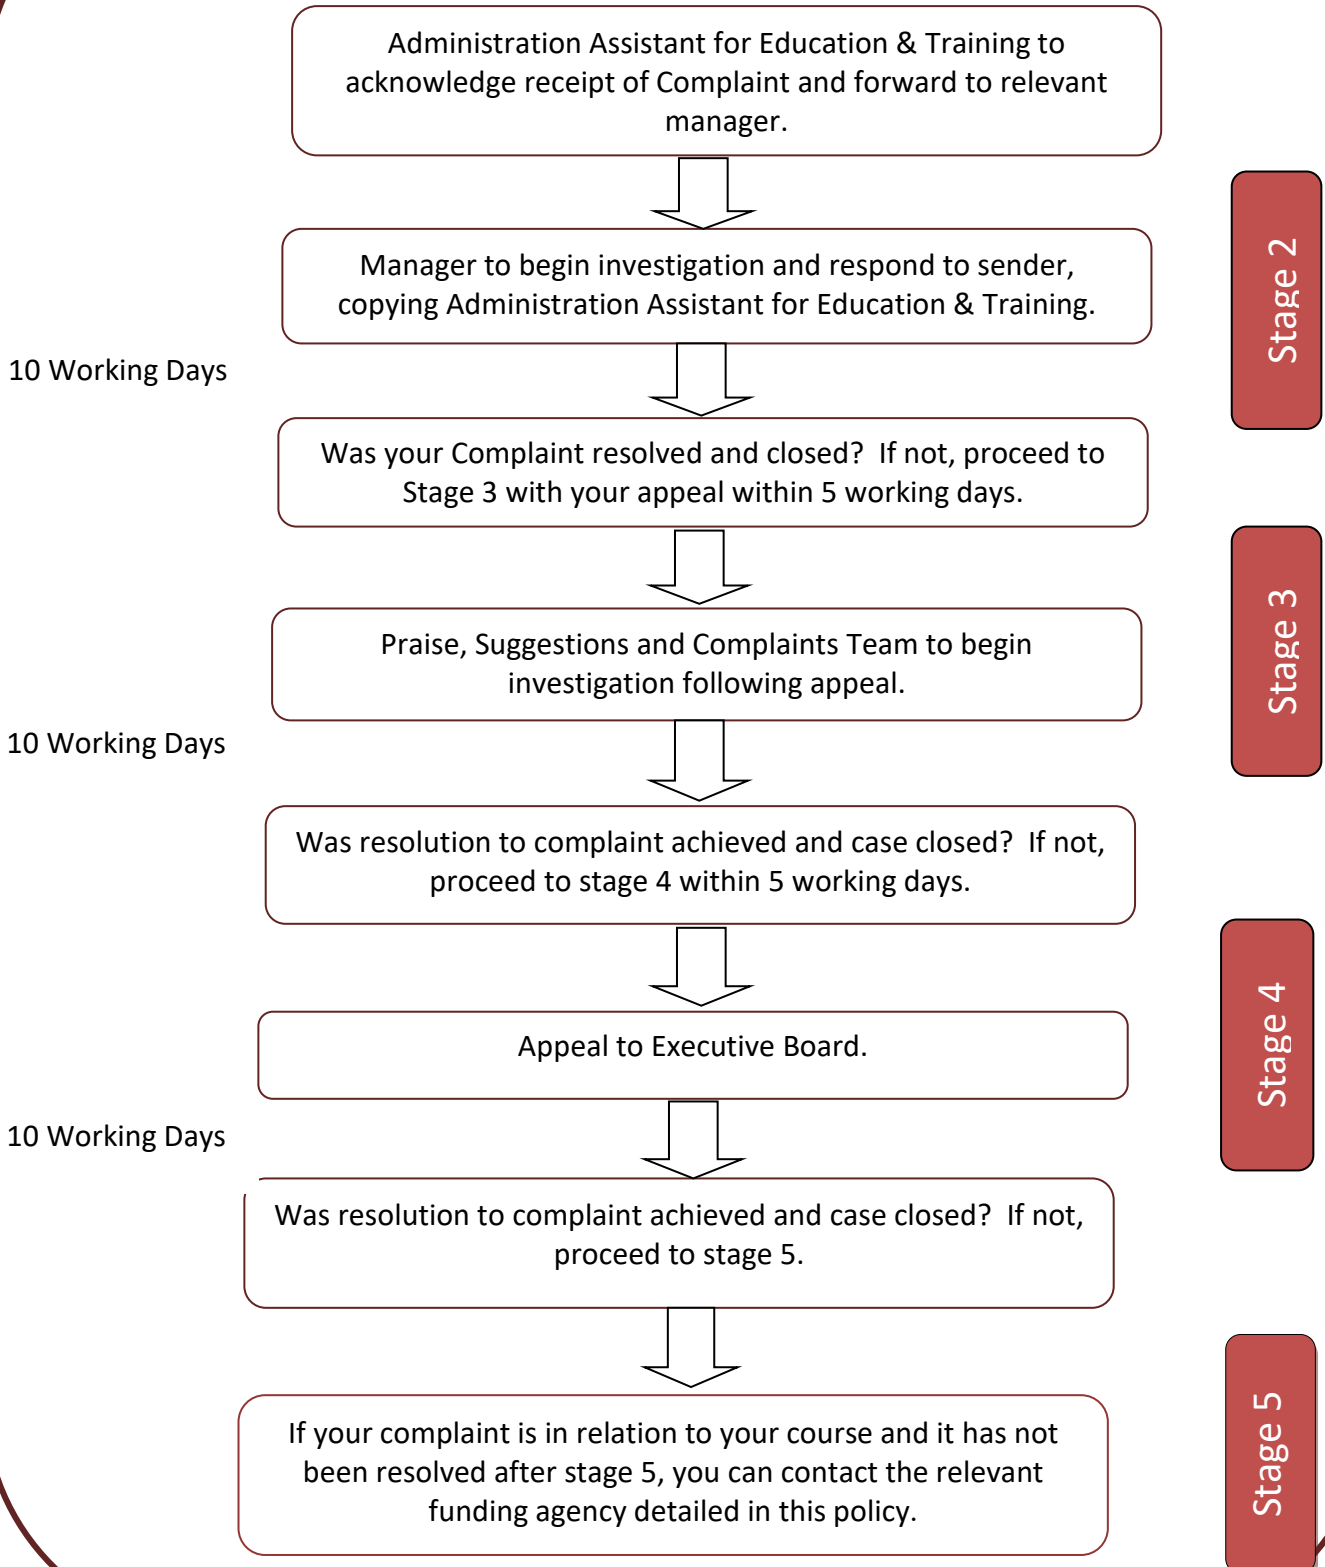 Administration Assistant for Education & Training to
acknowledge receipt of Complaint and forward to relevant
manager.
Stage 2
Manager to begin investigation and respond to sender,
copying Administration Assistant for Education & Training.
10 Working Days
Was your Complaint resolved and closed?  If not, proceed to
Stage 3 with your appeal within 5 working days.
Stage 3
Praise, Suggestions and Complaints Team to begin
investigation following appeal.
10 Working Days
Was resolution to complaint achieved and case closed?  If not,
proceed to stage 4 within 5 working days.
Stage 4
Appeal to Executive Board.
10 Working Days
Was resolution to complaint achieved and case closed?  If not,
proceed to stage 5.
Stage 5
If your complaint is in relation to your course and it has not
been resolved after stage 5, you can contact the relevant
funding agency detailed in this policy.